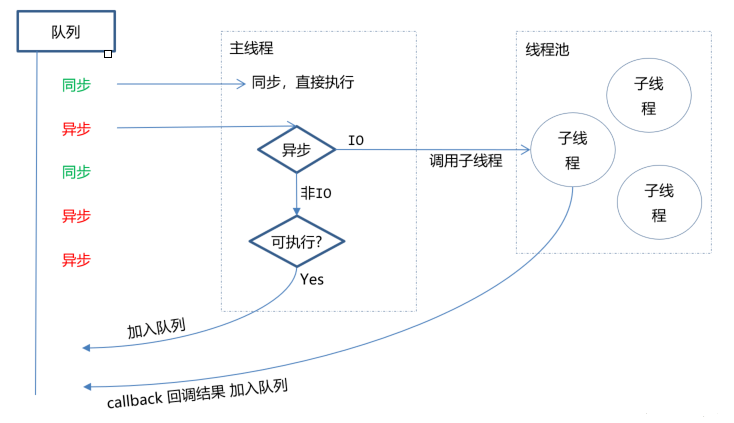 队列
主线程
线程池
同步
同步，直接执行
子线
程
异步
IO
异步
调用子线程
子线
程
同步
非IO
子线
程
异步
可执行?
异步
Yes
加入队列
callback 回调结果 加入队列